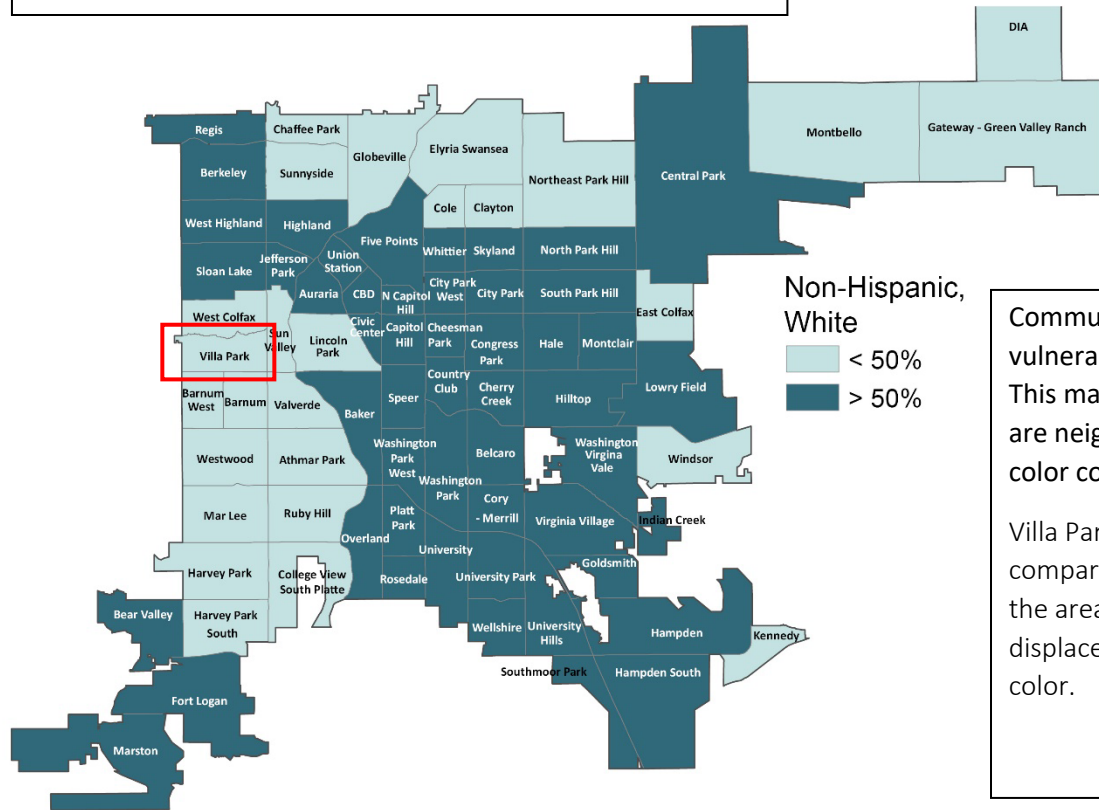 DIA
Regis
Chaffee Park
Globeville
Elyria Swansea
Montbello
Gateway - Green Valley Ranch
Berkeley
Sunnyside
Northeast Park Hill
Central Park
Cole
Clayton
West Highland
Highland
Five Points
Whittier
Skyland
North Park Hill
Sloan Lake
Jefferson
Park
Union
Station
Auraria
CBD
N Capitol
Hill
City Park
West
City Park
South Park Hill
East Colfax
West Colfax
Sun
Valley
Lincoln
Park
Civic
Center
Capitol
Hill
Cheesman
Park
Congress
Park
Hale
Montclair
Villa Park
Barnum
West
Barnum
Valverde
Baker
Speer
Country
Club
Cherry
Creek
Hilltop
Lowry Field
Westwood
Athmar Park
Washington
Park
West
Washington
Park
Belcaro
Washington
Virgina
Vale
Windsor
Mar Lee
Ruby Hill
Overland
Platt
Park
Cory
- Merrill
Virginia Village
Indian Creek
Harvey Park
College View
South Platte
Rosedale
University
University Park
Goldsmith
Bear Valley
Harvey Park
South
Wellshire
University
Hills
Hampden
Kennedy
Southmoor Park
Hampden South
Fort Logan
Marston
Non-Hispanic,
White
< 50%
> 50%
Commu
vulnera
This ma
are neig
color co
Villa Par
compar
the area
displace
color.